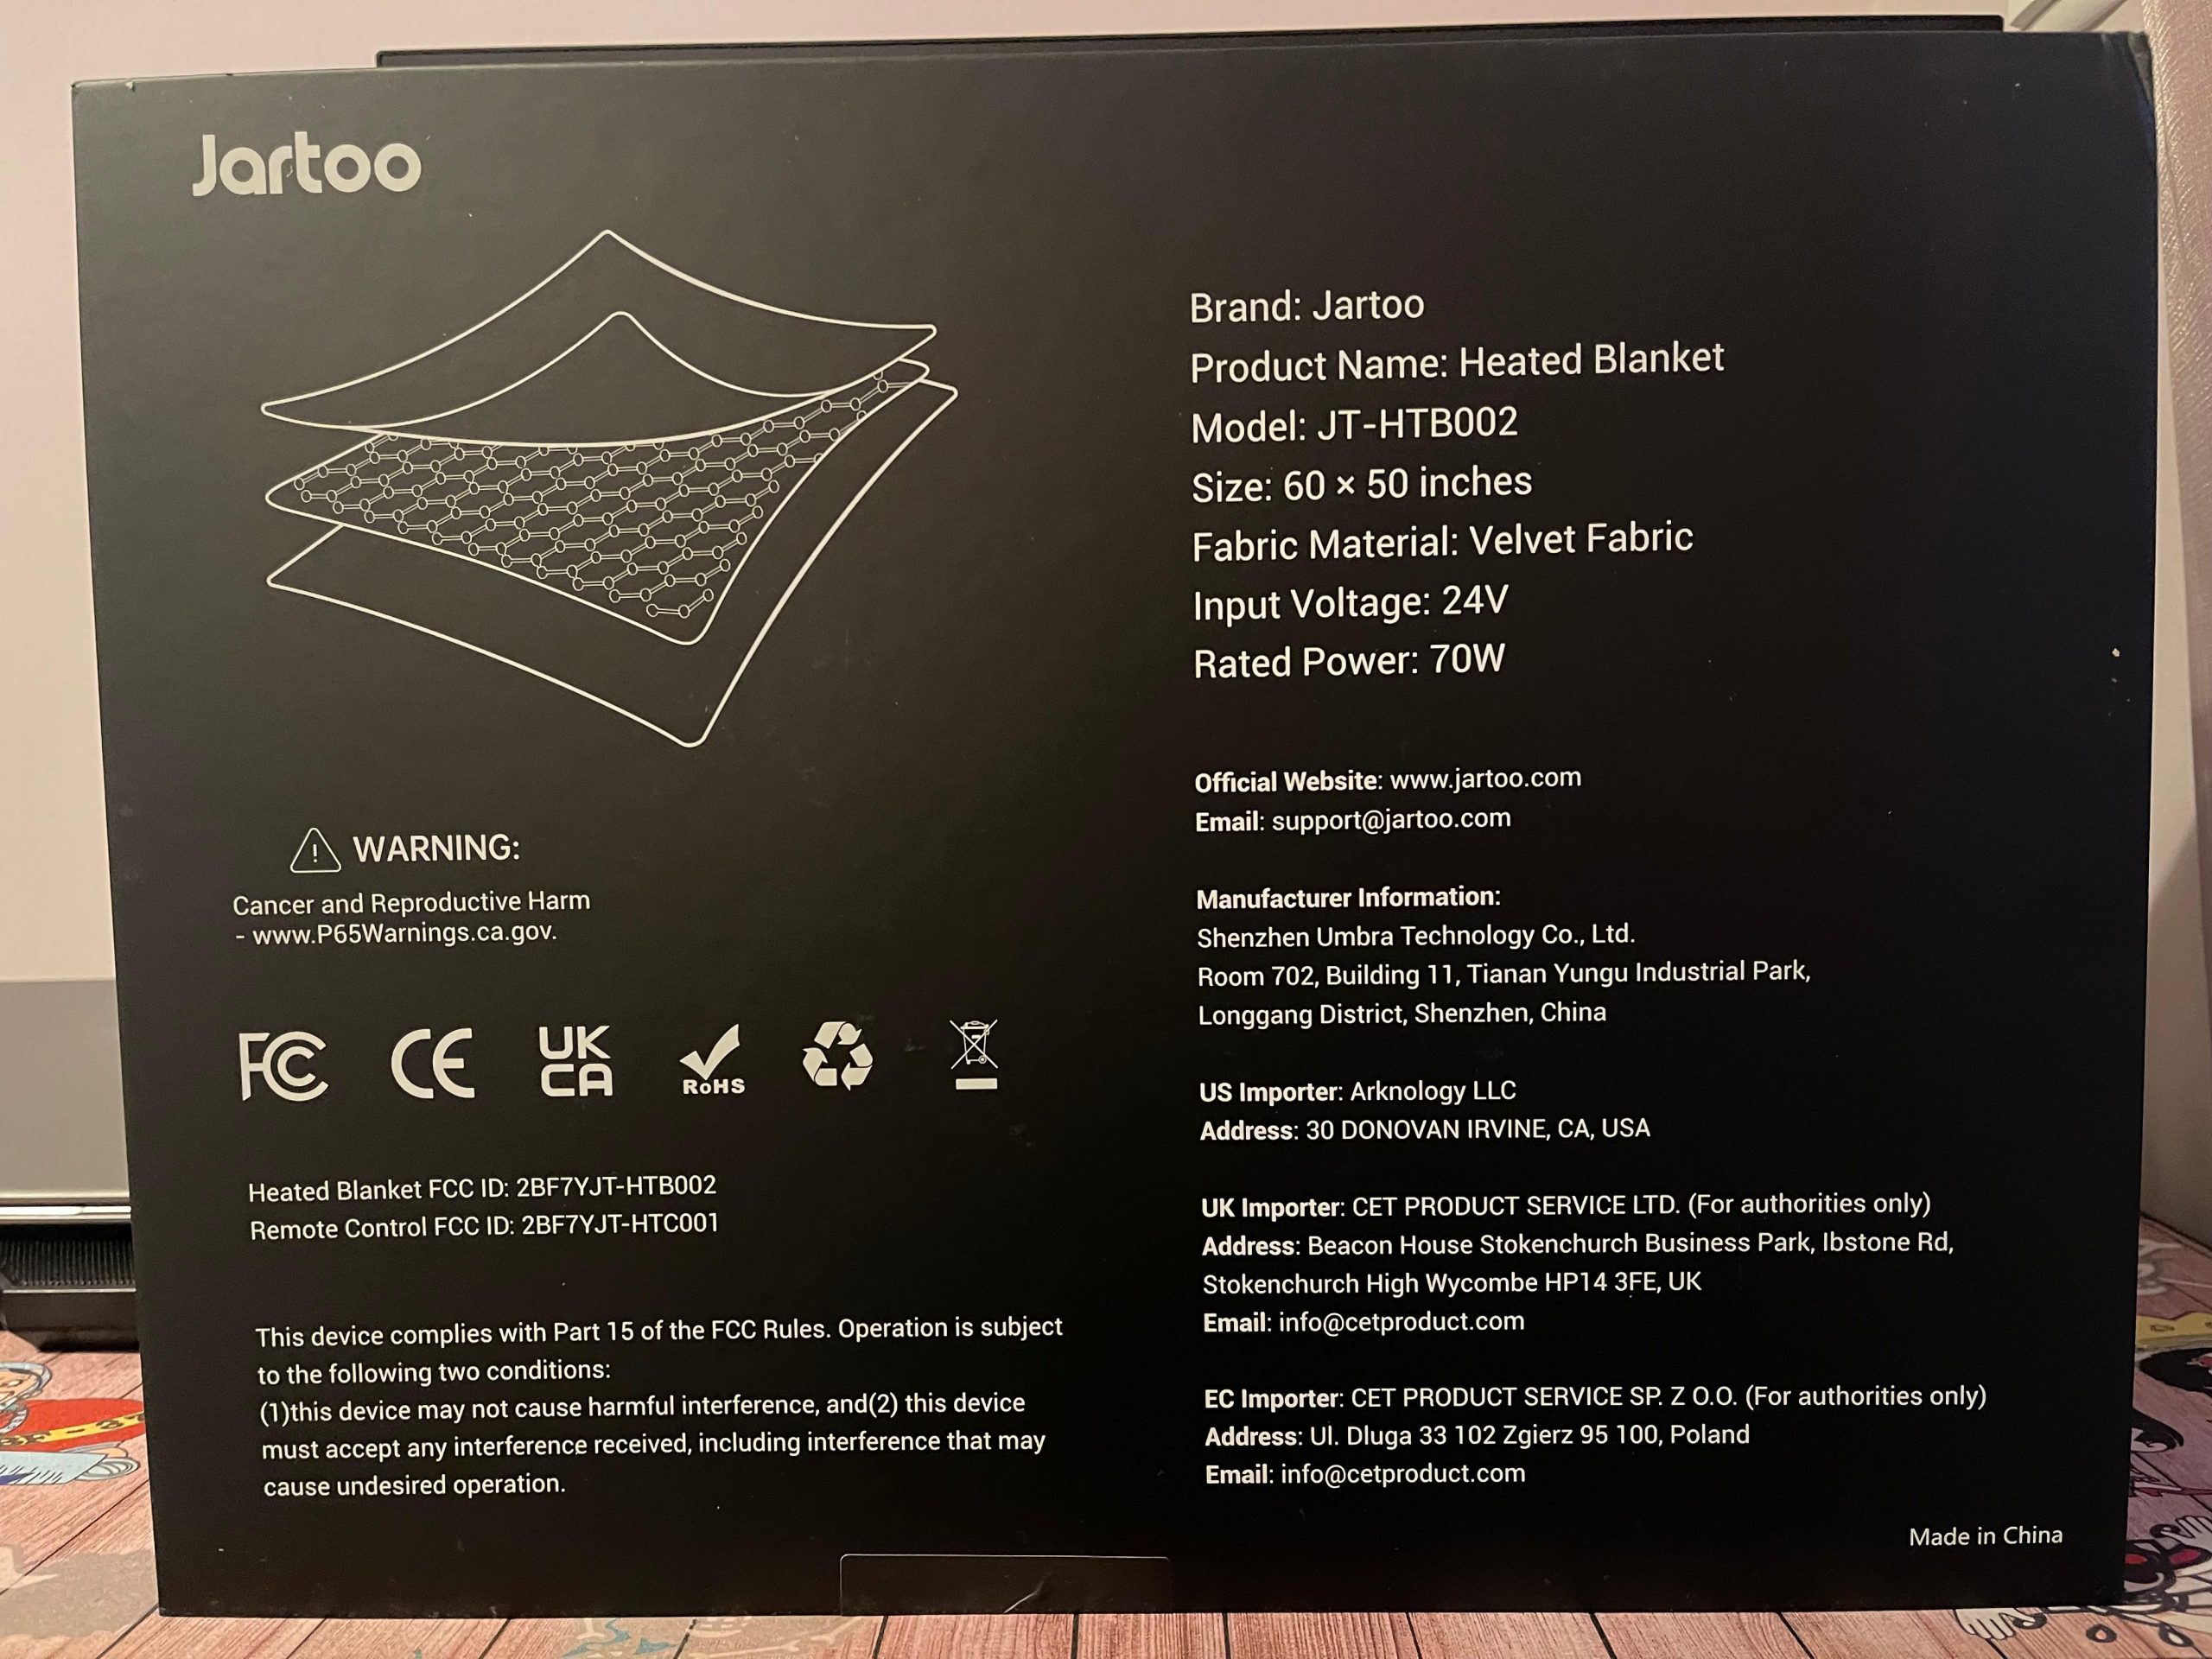 Jartoo
WARNING:
Cancer and Reproductive Harm
- www.P65Warnings.ca.gov.
FC CE UK CA RoHS
Heated Blanket FCC ID: 2BF7YJT-HTB002
Remote Control FCC ID: 2BF7YJT-HTC001
This device complies with Part 15 of the FCC Rules. Operation is subject
to the following two conditions:
(1)this device may not cause harmful interference, and(2) this device
must accept any interference received, including interference that may
cause undesired operation.
Brand: Jartoo
Product Name: Heated Blanket
Model: JT-HTB002
Size: 60 × 50 inches
Fabric Material: Velvet Fabric
Input Voltage: 24V
Rated Power: 70W
Official Website: www.jartoo.com
Email: support@jartoo.com
Manufacturer Information:
Shenzhen Umbra Technology Co., Ltd.
Room 702, Building 11, Tianan Yungu Industrial Park,
Longgang District, Shenzhen, China
US Importer: Arknology LLC
Address: 30 DONOVAN IRVINE, CA, USA
UK Importer: CET PRODUCT SERVICE LTD. (For authorities only)
Address: Beacon House Stokenchurch Business Park, Ibstone Rd,
Stokenchurch High Wycombe HP14 3FE, UK
Email: info@cetproduct.com
EC Importer: CET PRODUCT SERVICE SP. Z O.O. (For authorities only)
Address: Ul. Dluga 33 102 Zgierz 95 100, Poland
Email: info@cetproduct.com
Made in China